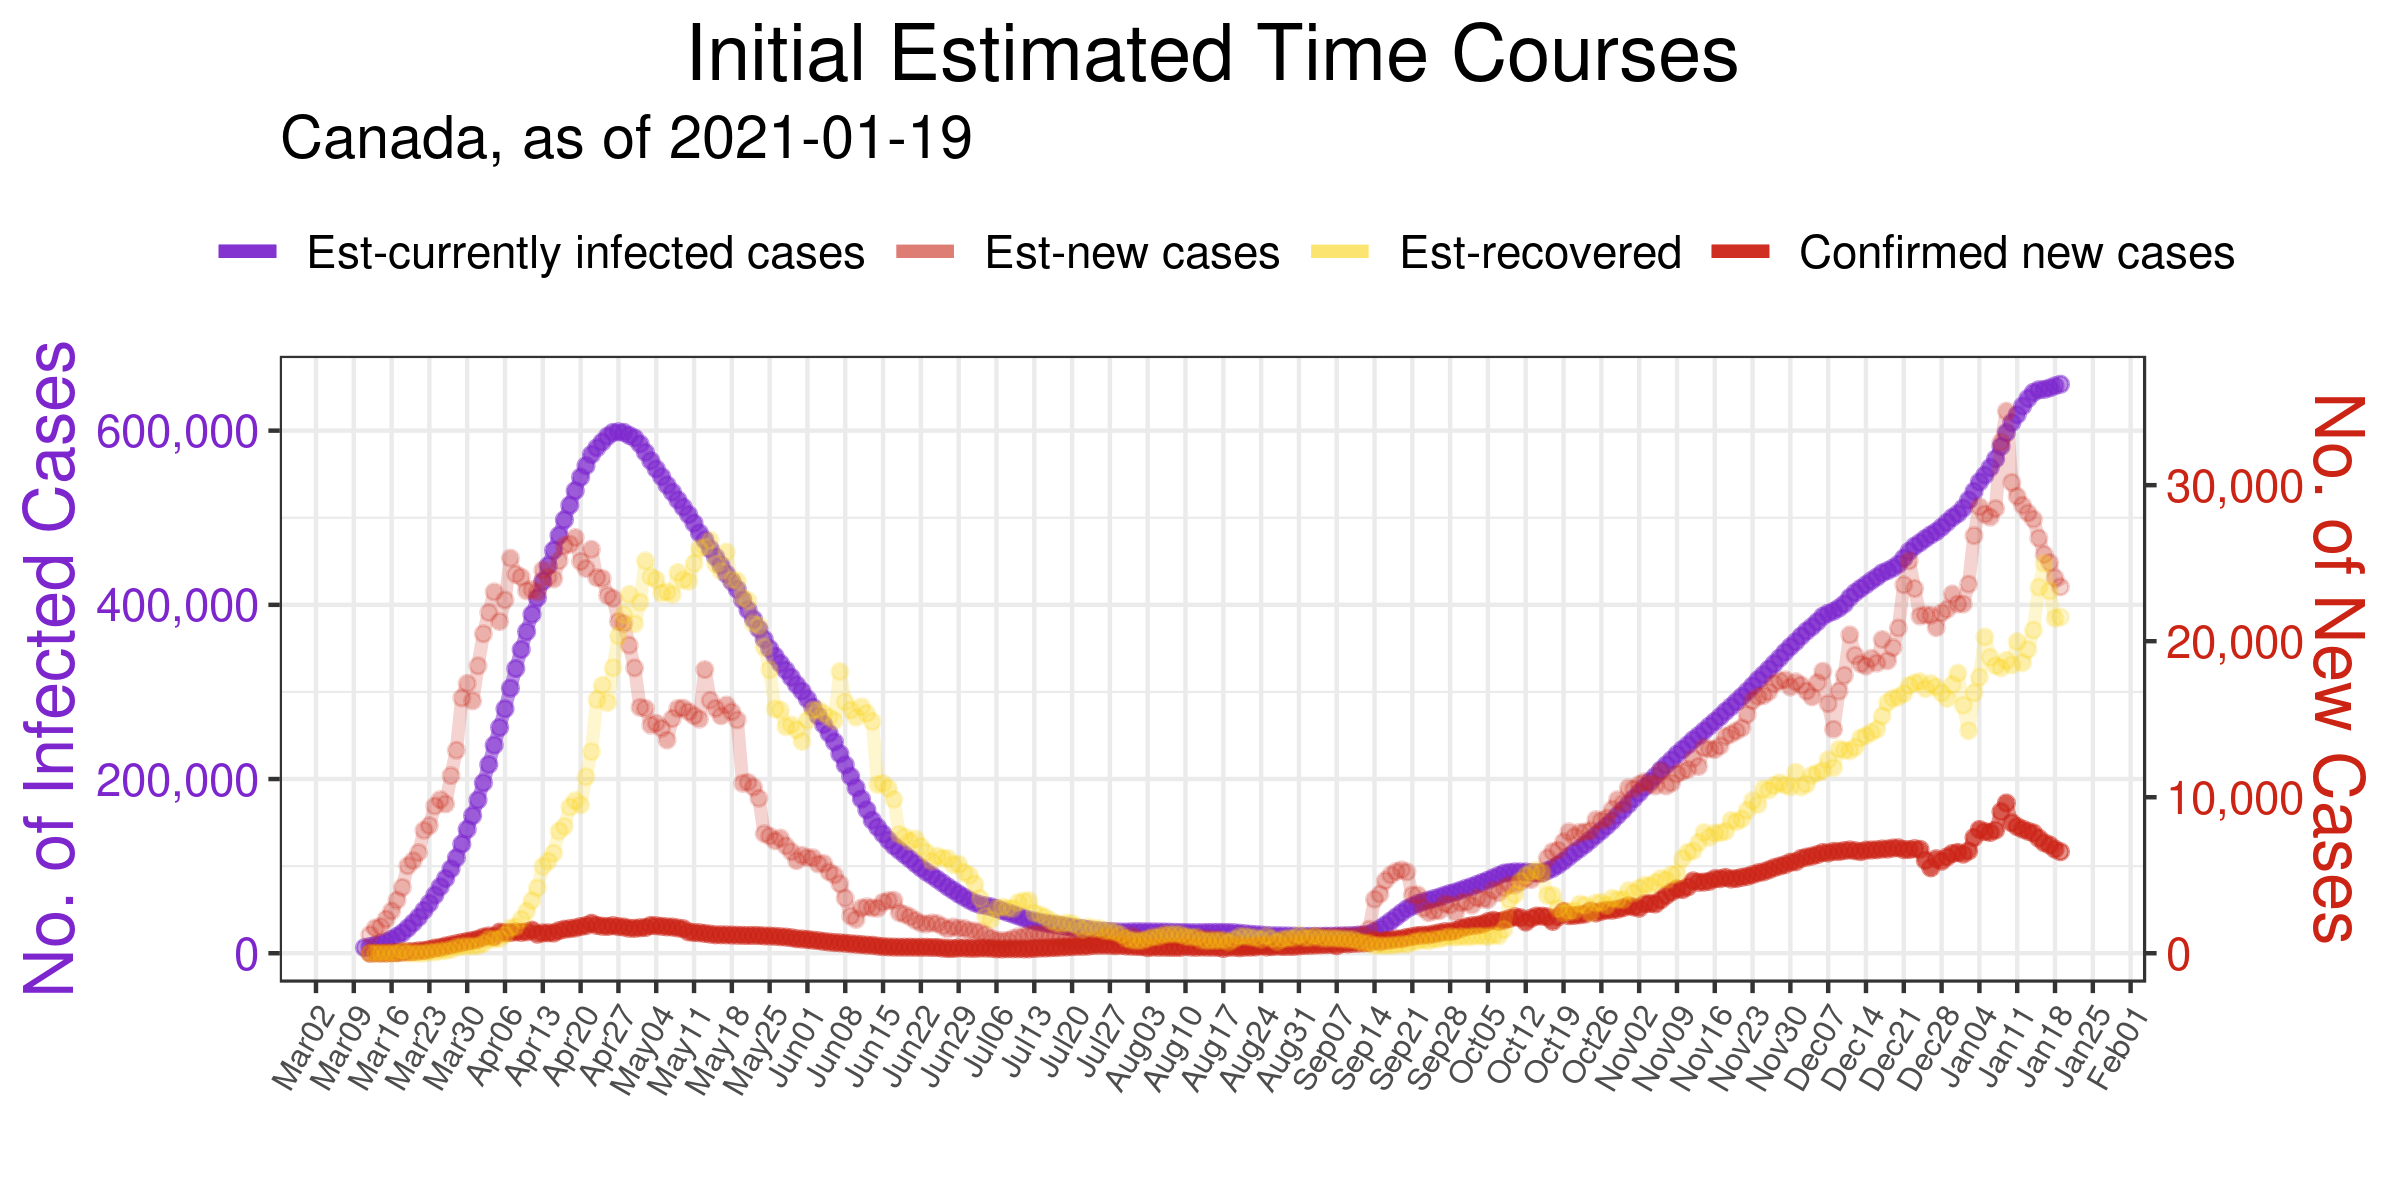 Initial Estimated Time Courses
Canada, as of 2021-01-19
Est-currently infected cases Est-new cases Est-recovered Confirmed new cases
No. of Infected Cases
600,000
400,000
200,000
0
No. of New Cases
30,000
20,000
10,000
0
Mar02 Mar09 Mar16 Mar23 Mar30 Apr06 Apr13 Apr20 Apr27 May04 May11 May18 May25 Jun01 Jun08 Jun15 Jun22 Jun29 Jul06 Jul13 Jul20 Jul27 Aug03 Aug10 Aug17 Aug24 Aug31 Sep07 Sep14 Sep21 Sep28 Oct05 Oct12 Oct19 Oct26 Nov02 Nov09 Nov16 Nov23 Nov30 Dec07 Dec14 Dec21 Dec28 Jan04 Jan11 Jan18 Jan25 Feb01